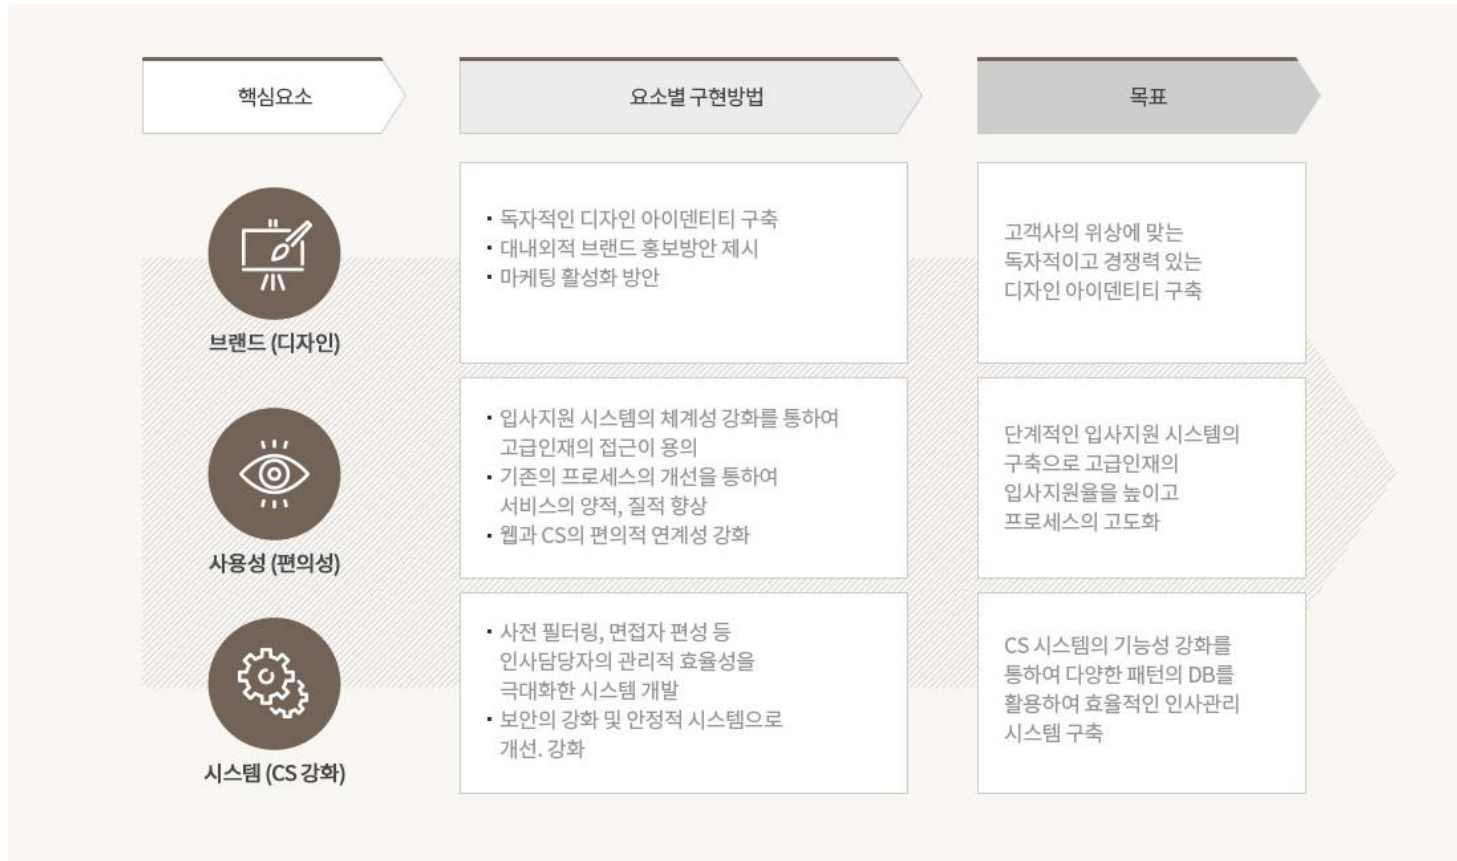 핵심요소
요소별 구현방법
목표
브랜드 (디자인)
▪ 독자적인 디자인 아이덴티티 구축
▪ 대내외적 브랜드 홍보방안 제시
▪ 마케팅 활성화 방안
고객사의 위상에 맞는
독자적이고 경쟁력 있는
디자인 아이덴티티 구축
사용성 (편의성)
▪ 입사지원 시스템의 체계성 강화를 통하여
고급인재의 접근이 용의
▪ 기존의 프로세스의 개선을 통하여
서비스의 양적, 질적 향상
▪ 웹과 CS의 편의적 연계성 강화
단계적인 입사지원 시스템의
구축으로 고급인재의
입사지원율을 높이고
프로세스의 고도화
시스템 (CS 강화)
▪ 사전 필터링, 면접자 편성 등
인사담당자의 관리적 효율성을
극대화한 시스템 개발
▪ 보안의 강화 및 안정적 시스템으로
개선. 강화
CS 시스템의 기능성 강화를
통하여 다양한 패턴의 DB를
활용하여 효율적인 인사관리
시스템 구축